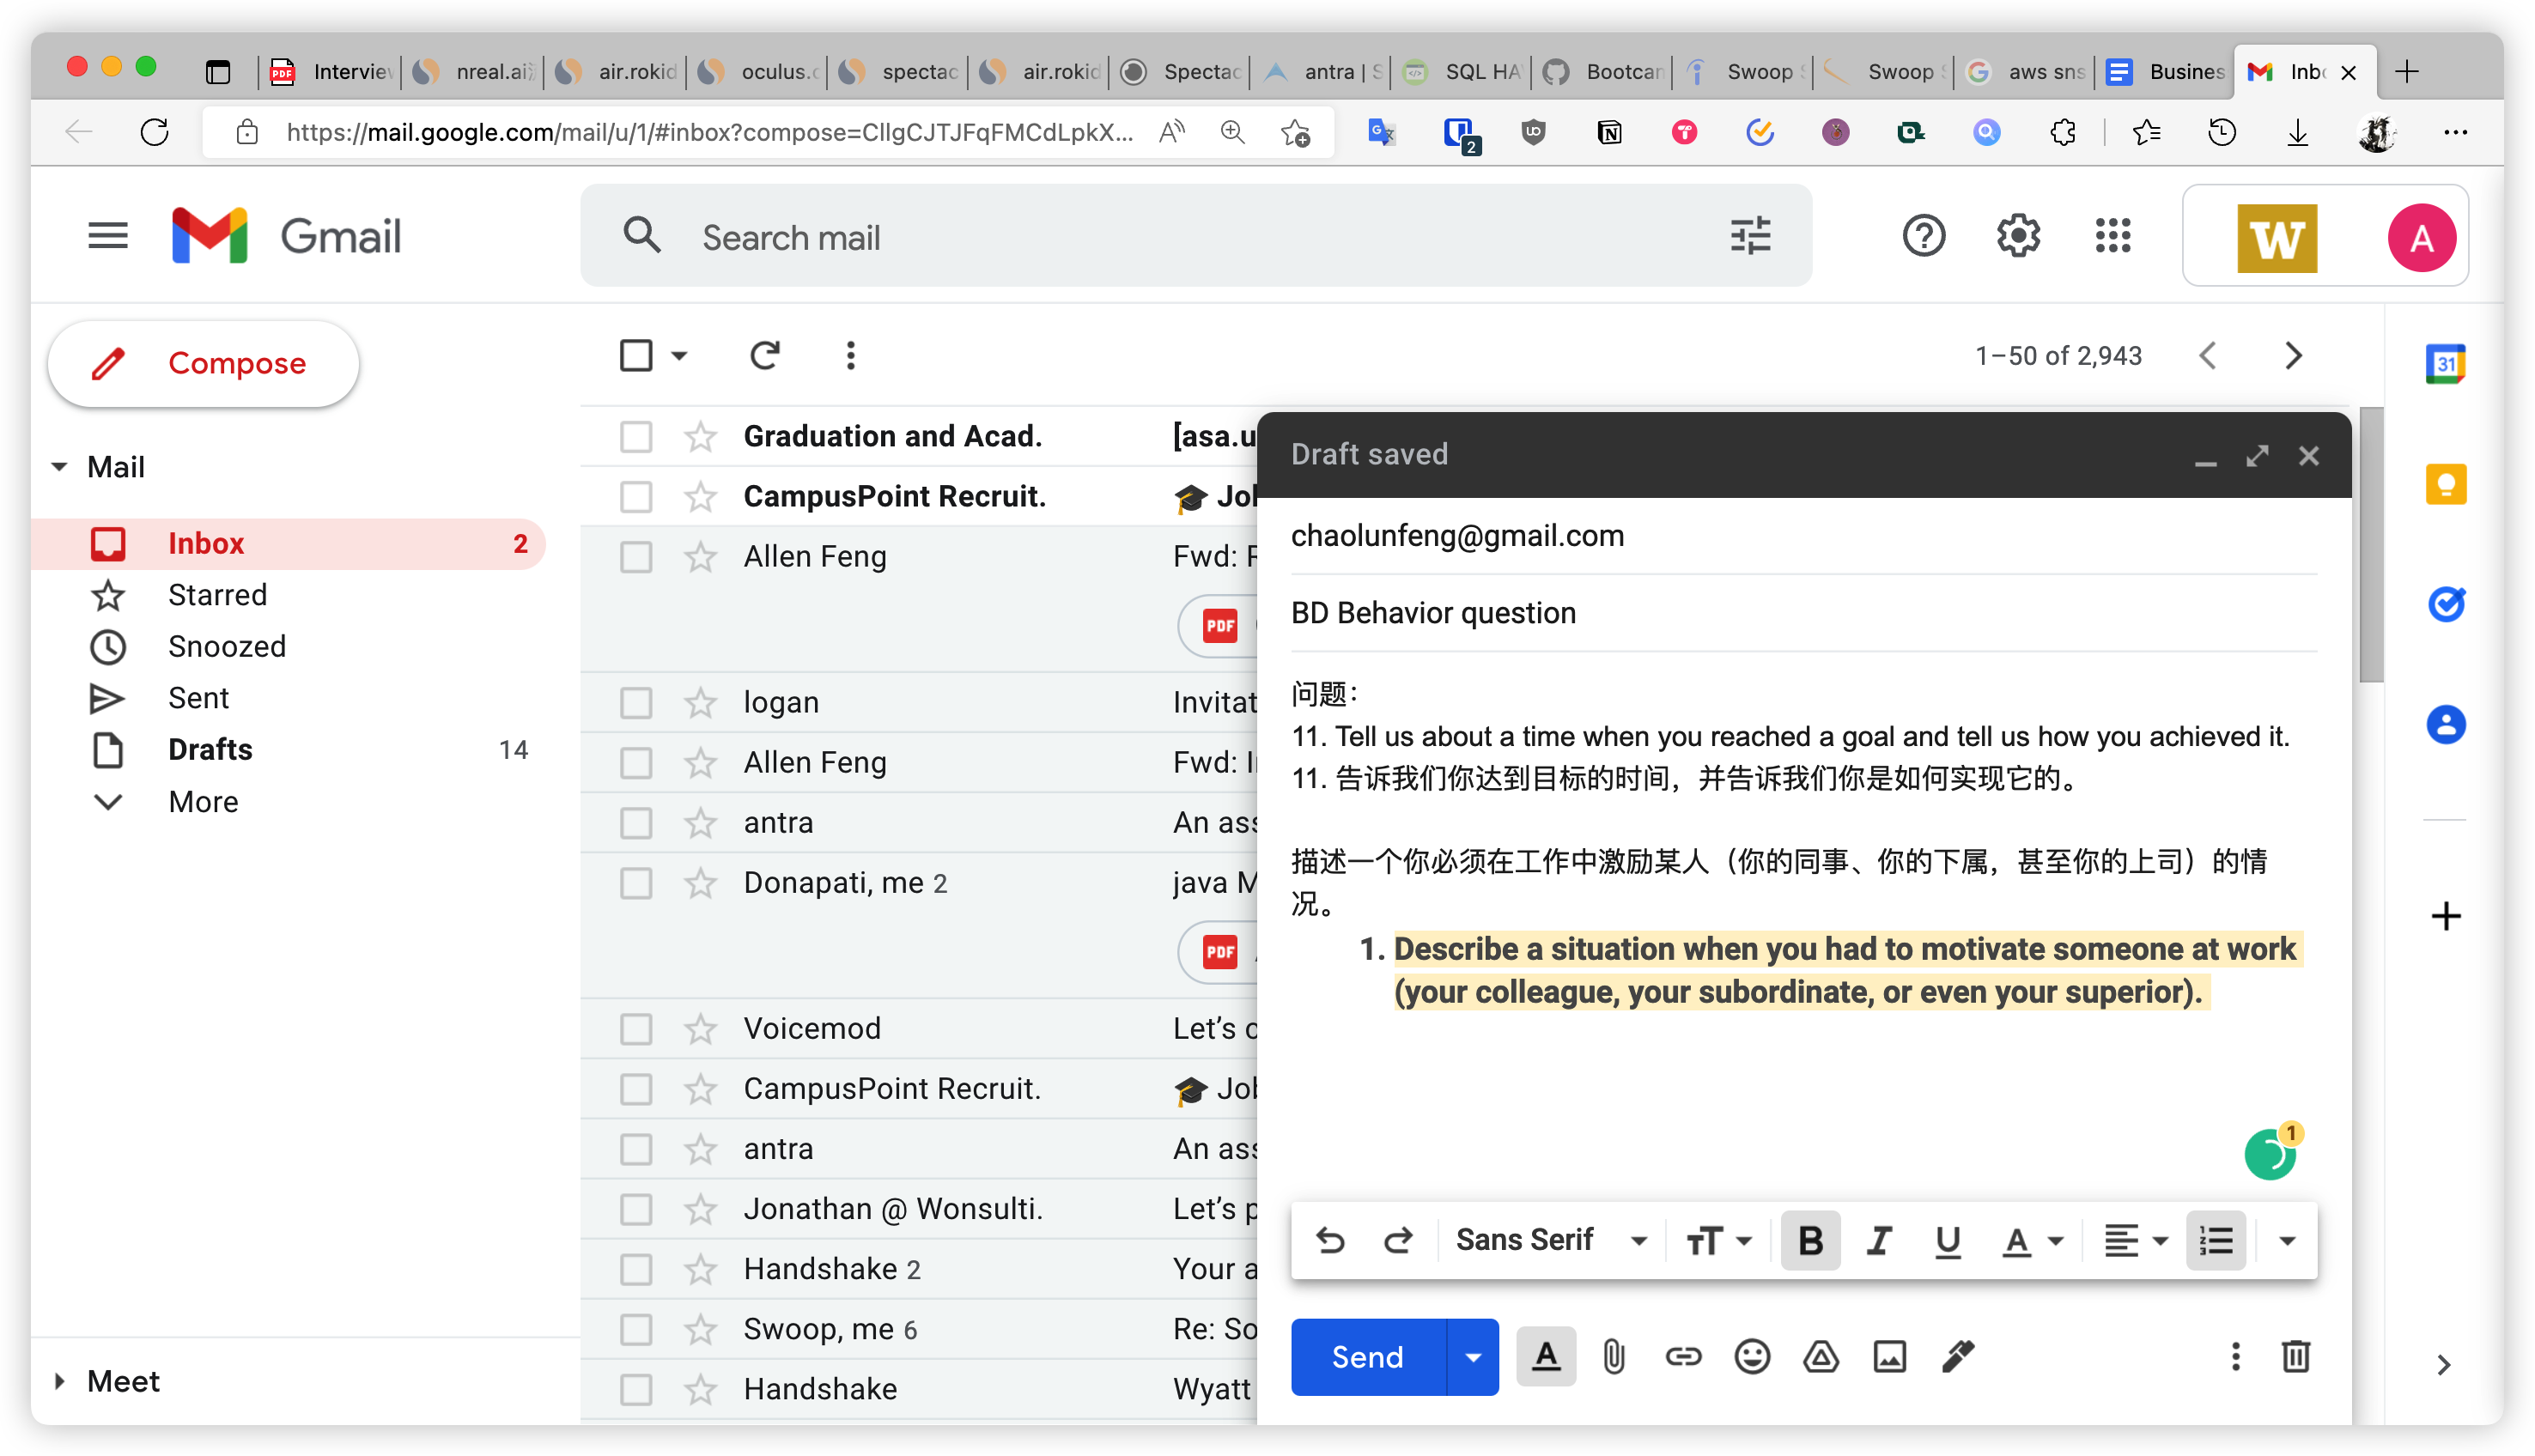 Interview
nreal.ai
air.rokid
oculus.c
spectac
air.rokid
Spectac
antra | S
SQL HA
Bootcam
Swoop
Swoop
aws sns
Busines
Inbo
https://mail.google.com/mail/u/1/#inbox?compose=CllgCJTJFqFMCdLpkX...
2
Gmail
Search mail
W
A
Compose
1–50 of 2,943
31
Mail
Inbox 2
Starred
Snoozed
Sent
Drafts 14
More
Meet
Graduation and Acad. [asa.u
CampusPoint Recruit. 🎓 Jo
Allen Feng Fwd: R
PDF
logan Invitat
Allen Feng Fwd: I
antra An ass
Donapati, me 2 java M
PDF
Voicemod Let's c
CampusPoint Recruit. 🎓 Job
antra An ass
Jonathan @ Wonsulti. Let's p
Handshake 2 Your a
Swoop, me 6 Re: So
Handshake Wyatt
Draft saved
chaolunfeng@gmail.com
BD Behavior question
问题：
11. Tell us about a time when you reached a goal and tell us how you achieved it.
11. 告诉我们你达到目标的时间，并告诉我们你是如何实现它的。
描述一个你必须在工作中激励某人（你的同事、你的下属，甚至你的上司）的情
况。
1. Describe a situation when you had to motivate someone at work
(your colleague, your subordinate, or even your superior).
1
Sans Serif
Send